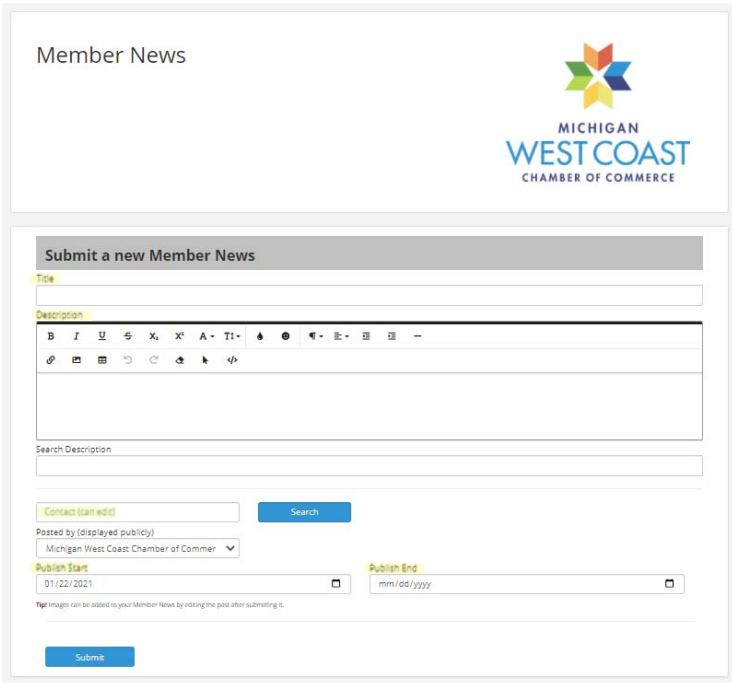 Member News
MICHIGAN
WEST COAST
CHAMBER OF COMMERCE
Submit a new Member News
Title
Description
B I U S X₁ X² A T↕ ¶
</>
Search Description
Contact (can edit)
Search
Posted by (displayed publicly)
Michigan West Coast Chamber of Commer
Publish Start
Publish End
01/22/2021
mm/dd/yyyy
Tip! Images can be added to your Member News by editing the post after submitting it.
Submit